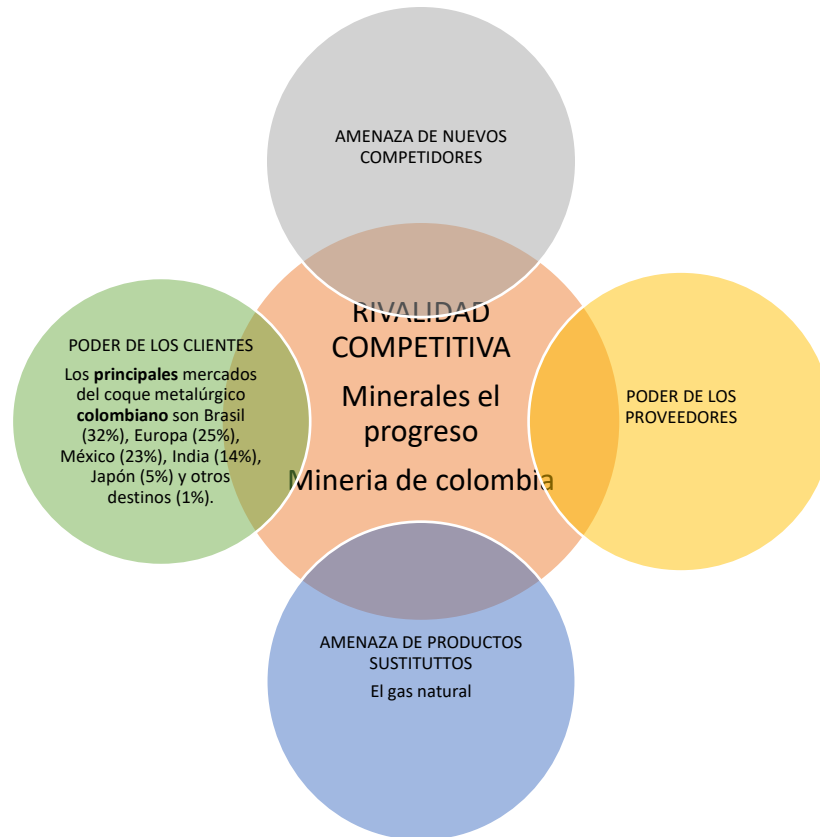 AMENAZA DE NUEVOS
COMPETIDORES
RIVALIDAD
COMPETITIVA
Minerales el
progreso
Mineria de colombia
PODER DE LOS CLIENTES
Los principales mercados
del coque metalúrgico
colombiano son Brasil
(32%), Europa (25%),
México (23%), India (14%),
Japón (5%) y otros
destinos (1%).
PODER DE LOS
PROVEEDORES
AMENAZA DE PRODUCTOS
SUSTITUTTOS
El gas natural